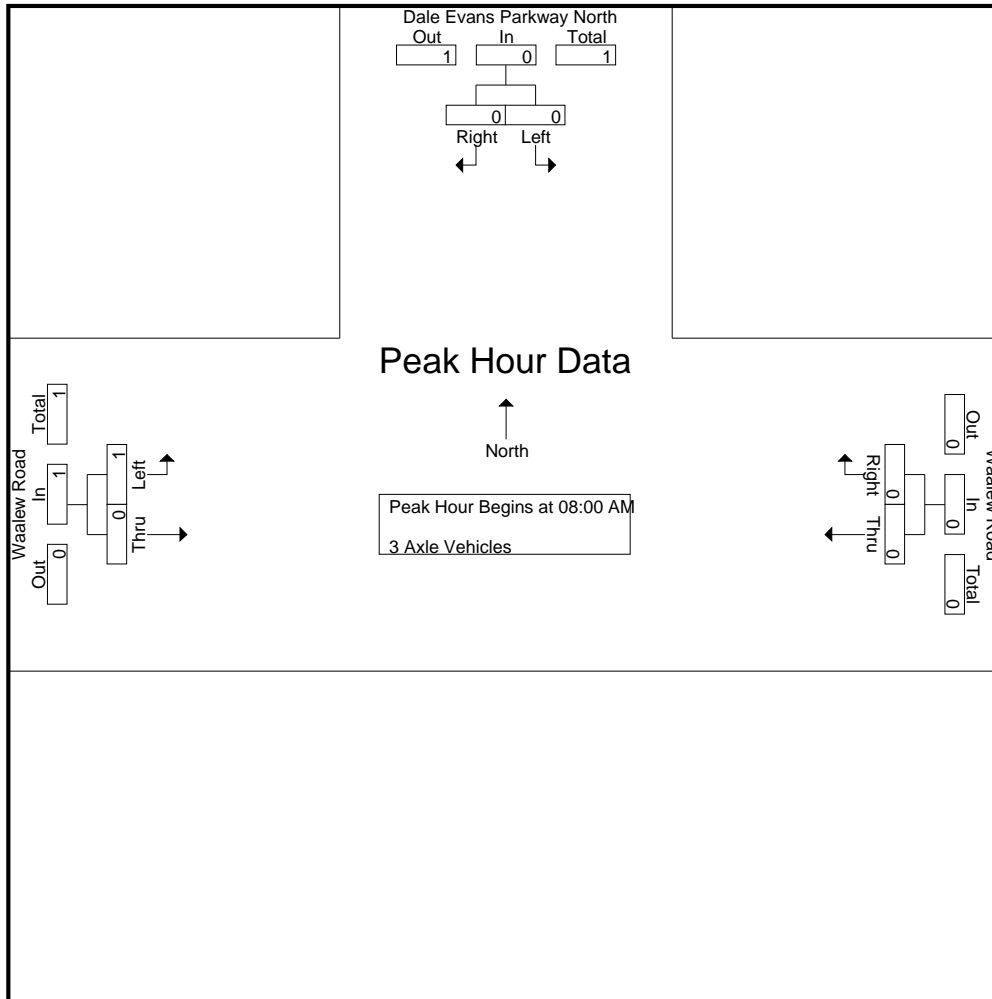 Dale Evans Parkway North
Out In Total
1 0 1
0 0
Right Left
Peak Hour Data
North
Peak Hour Begins at 08:00 AM
3 Axle Vehicles
Waalew Road
Total In Out
1 1 0
1 0
Left Thru
Waalew Road
Out In Total
0 0 0
Right Thru
0 0